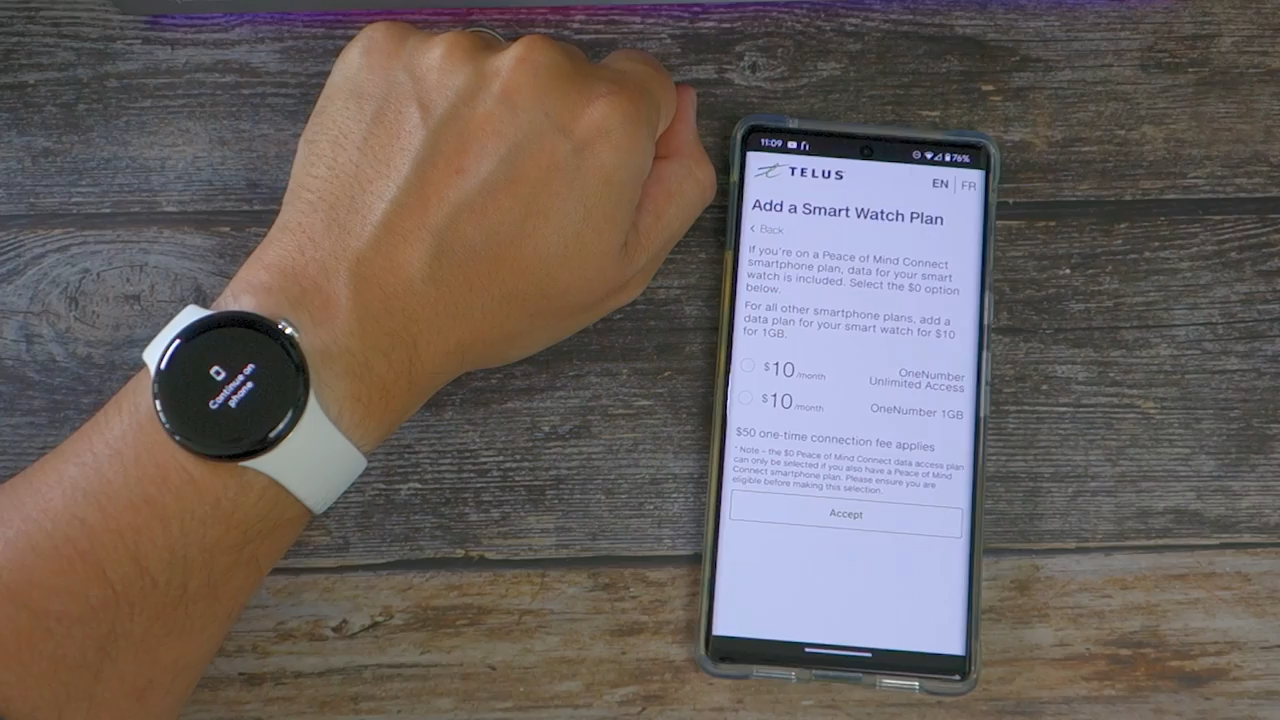 Continue on
phone
11:09
76%
TELUS
EN | FR
Add a Smart Watch Plan
< Back
If you're on a Peace of Mind Connect
smartphone plan, data for your smart
watch is included. Select the $0 option
below.
For all other smartphone plans, add a
data plan for your smart watch for $10
for 1GB.
$10 /month OneNumber
Unlimited Access
$10 /month OneNumber 1GB
$50 one-time connection fee applies
* Note – the $0 Peace of Mind Connect data access plan
can only be selected if you also have a Peace of Mind
Connect smartphone plan. Please ensure you are
eligible before making this selection.
Accept